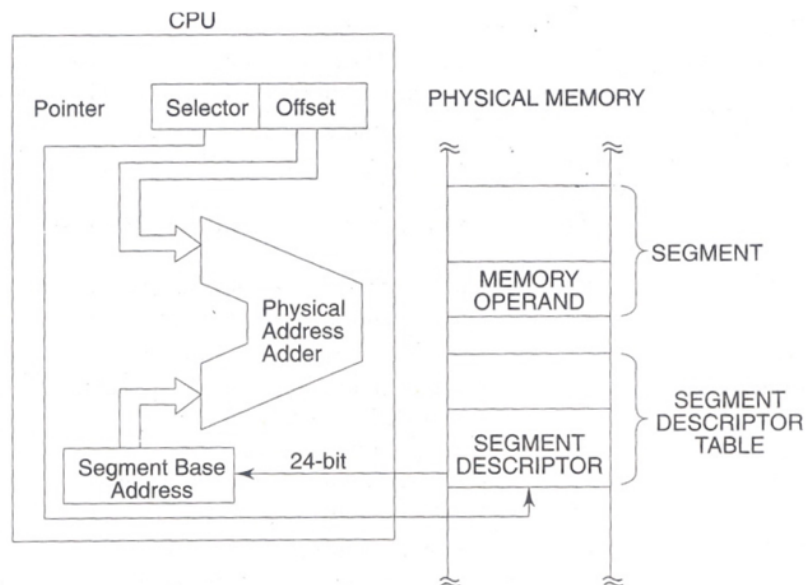 CPU
Pointer
Selector
Offset
PHYSICAL MEMORY
SEGMENT
MEMORY
OPERAND
Physical
Address
Adder
SEGMENT
DESCRIPTOR
TABLE
SEGMENT
DESCRIPTOR
24-bit
Segment Base
Address